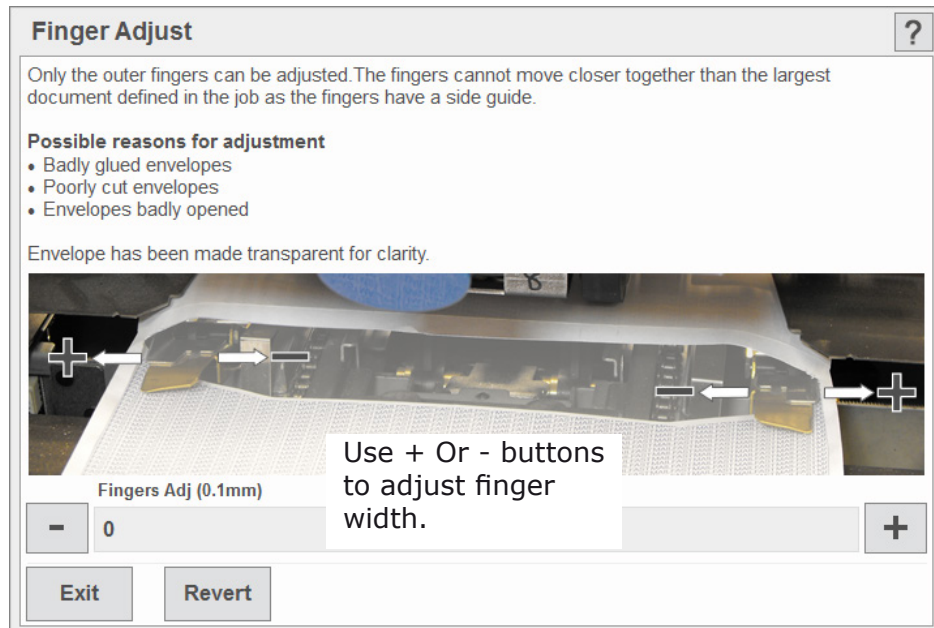 Finger Adjust
?
Only the outer fingers can be adjusted.The fingers cannot move closer together than the largest
document defined in the job as the fingers have a side guide.
Possible reasons for adjustment
• Badly glued envelopes
• Poorly cut envelopes
• Envelopes badly opened
Envelope has been made transparent for clarity.
8
+ -
- +
Use + Or - buttons
to adjust finger
width.
Fingers Adj (0.1mm)
- 0 +
Exit Revert